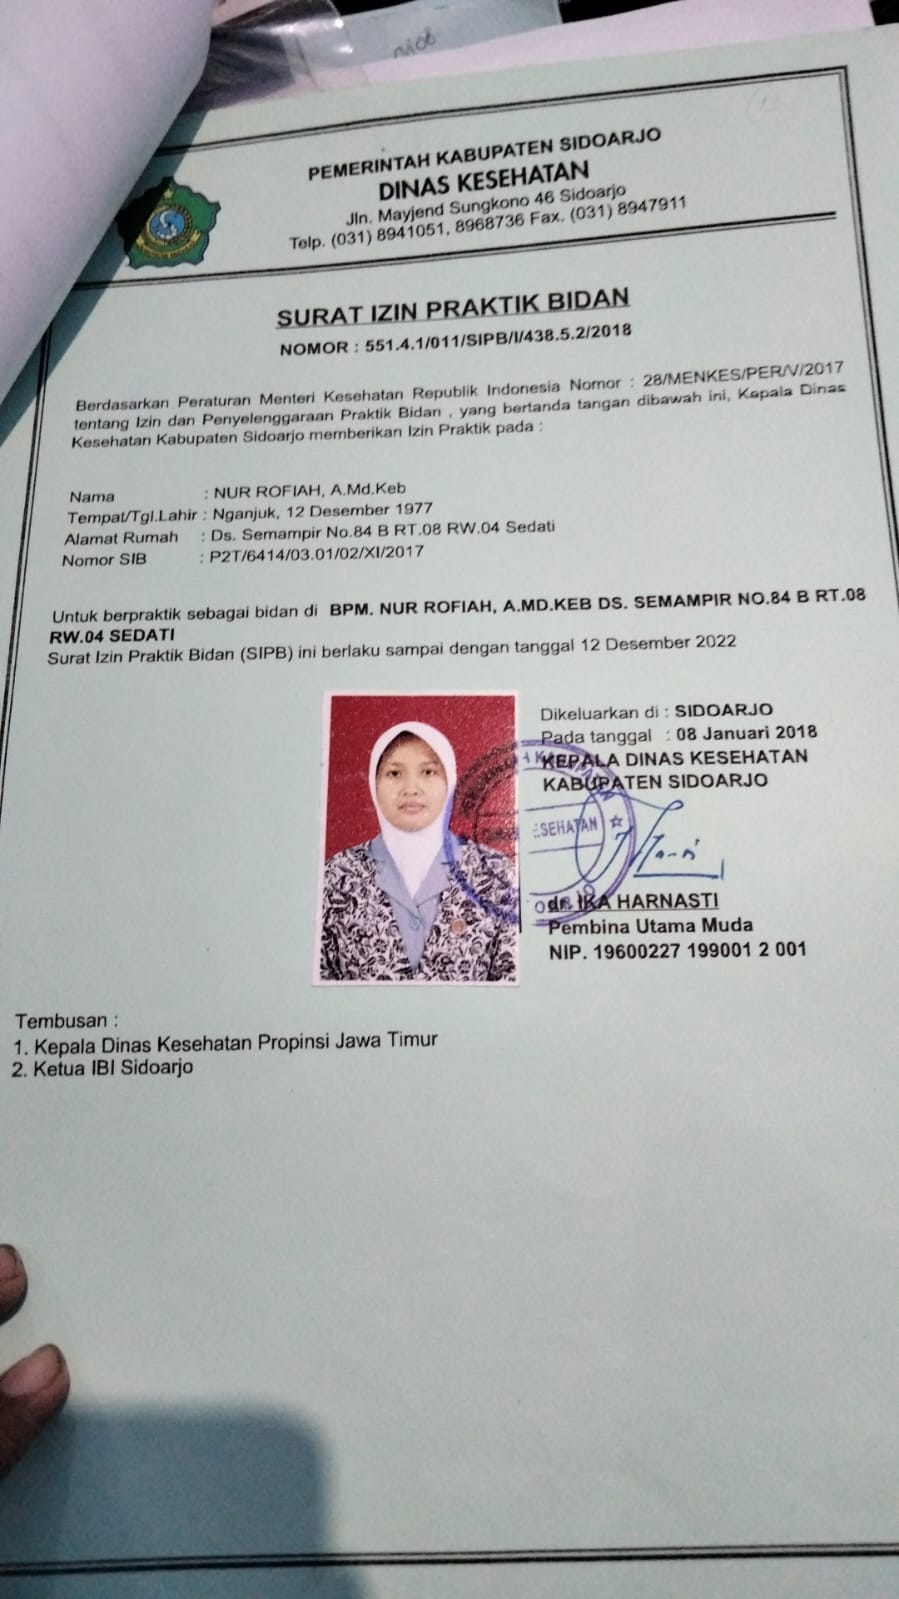 PEMERINTAH KABUPATEN SIDOARJO
DINAS KESEHATAN
Jln. Mayjend Sungkono 46 Sidoarjo
Telp. (031) 8941051, 8968736 Fax. (031) 8947911
SURAT IZIN PRAKTIK BIDAN
NOMOR : 551.4.1/011/SIPB/I/438.5.2/2018
Berdasarkan Peraturan Menteri Kesehatan Republik Indonesia Nomor : 28/MENKES/PER/V/2017
tentang Izin dan Penyelenggaraan Praktik Bidan , yang bertanda tangan dibawah ini, Kepala Dinas
Kesehatan Kabupaten Sidoarjo memberikan Izin Praktik pada :
Nama : NUR ROFIAH, A.Md.Keb
Tempat/Tgl.Lahir : Nganjuk, 12 Desember 1977
Alamat Rumah : Ds. Semampir No.84 B RT.08 RW.04 Sedati
Nomor SIB : P2T/6414/03.01/02/XI/2017
Untuk berpraktik sebagai bidan di BPM. NUR ROFIAH, A.MD.KEB DS. SEMAMPIR NO.84 B RT.08
RW.04 SEDATI
Surat Izin Praktik Bidan (SIPB) ini berlaku sampai dengan tanggal 12 Desember 2022
Dikeluarkan di : SIDOARJO
Pada tanggal : 08 Januari 2018
KEPALA DINAS KESEHATAN
KABUPATEN SIDOARJO
ESEHATAN
dr. IKA HARNASTI
Pembina Utama Muda
NIP. 19600227 199001 2 001
Tembusan :
1. Kepala Dinas Kesehatan Propinsi Jawa Timur
2. Ketua IBI Sidoarjo